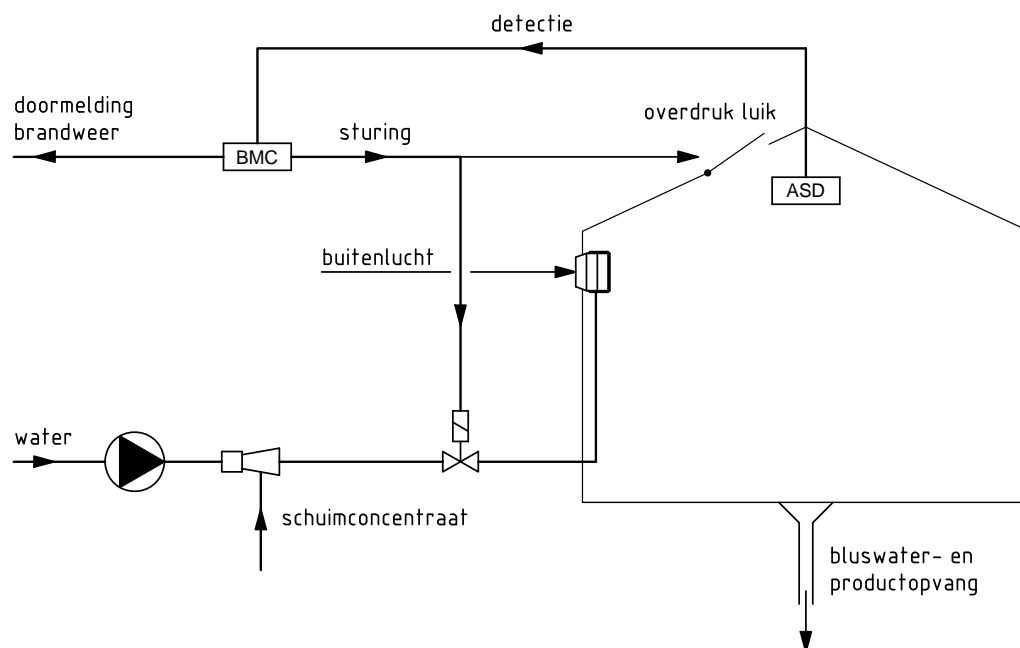 detectie
doormelding
brandweer
sturing
overdruk luik
BMC
ASD
buitenlucht
water
schuimconcentraat
bluswater- en
productopvang